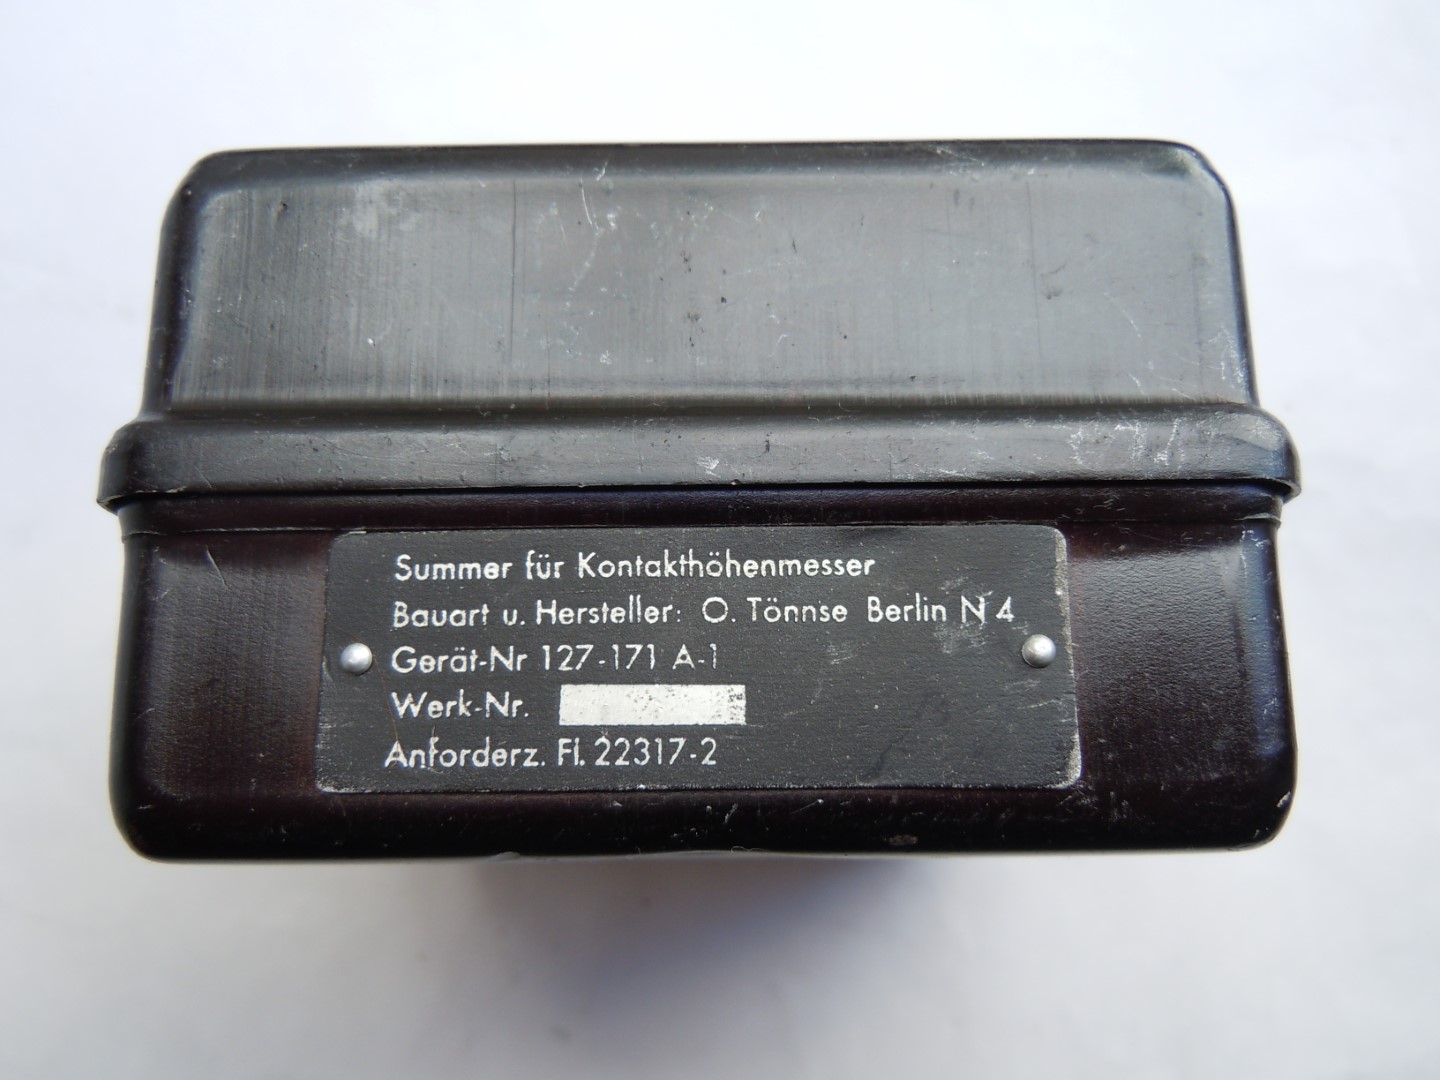 Summer für Kontakthöhenmesser
Bauart u. Hersteller: O. Tönnse Berlin N 4
Gerät-Nr 127-171 A-1
Werk-Nr.
Anforderz. Fl. 22317-2